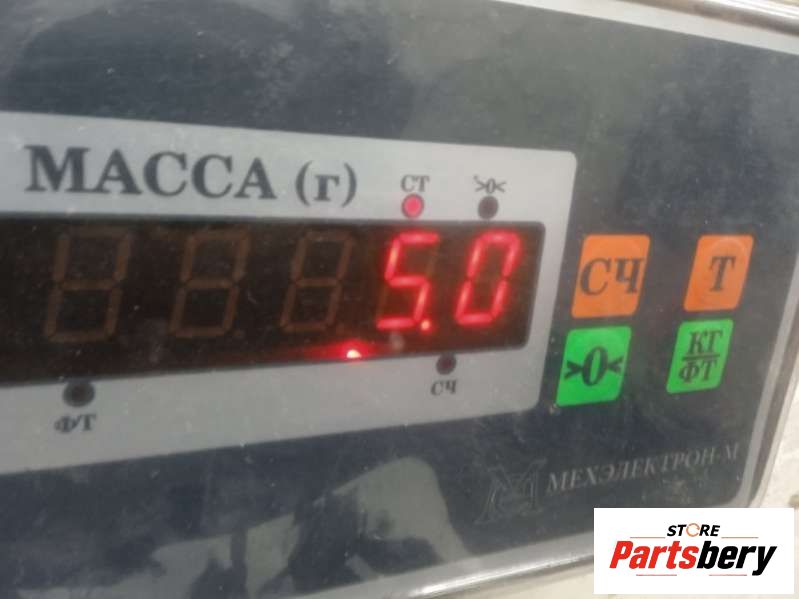 МАССА (г)
СТ >0<
5.0
СЧ Т
>0< КГ/ФТ
ФТ СЧ
МЕХЭЛЕКТРОН-М
STORE
Partsbery